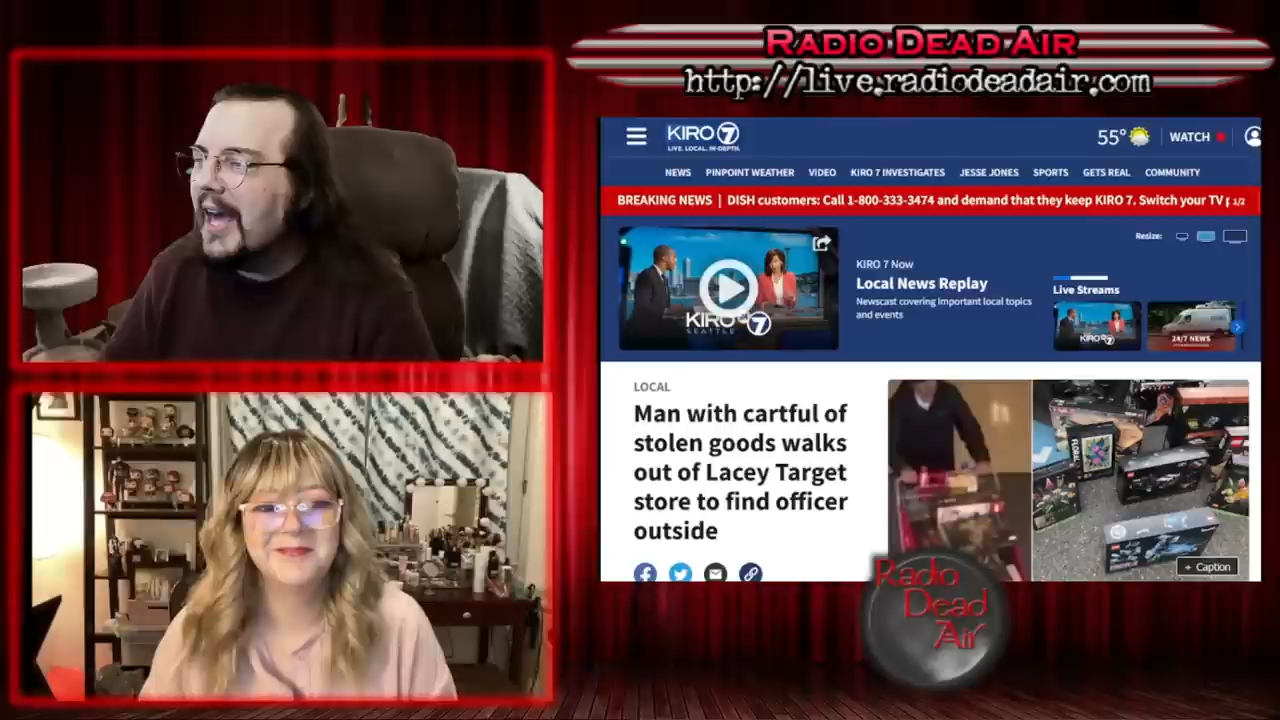 RADIO DEAD AIR
http://live.radiodeadair.com
KIRO 7
LIVE. LOCAL. IN-DEPTH.
55°
WATCH
NEWS PINPOINT WEATHER VIDEO KIRO 7 INVESTIGATES JESSE JONES SPORTS GETS REAL COMMUNITY
BREAKING NEWS | DISH customers: Call 1-800-333-3474 and demand that they keep KIRO 7. Switch your TV 1/2
Resize:
KIRO 7 Now
Local News Replay
Newscast covering important local topics
and events
Live Streams
KIRO 7
SEATTLE
KIRO 7
24/7 NEWS
LOCAL
Man with cartful of
stolen goods walks
out of Lacey Target
store to find officer
outside
+ Caption
Radio
Dead
Air